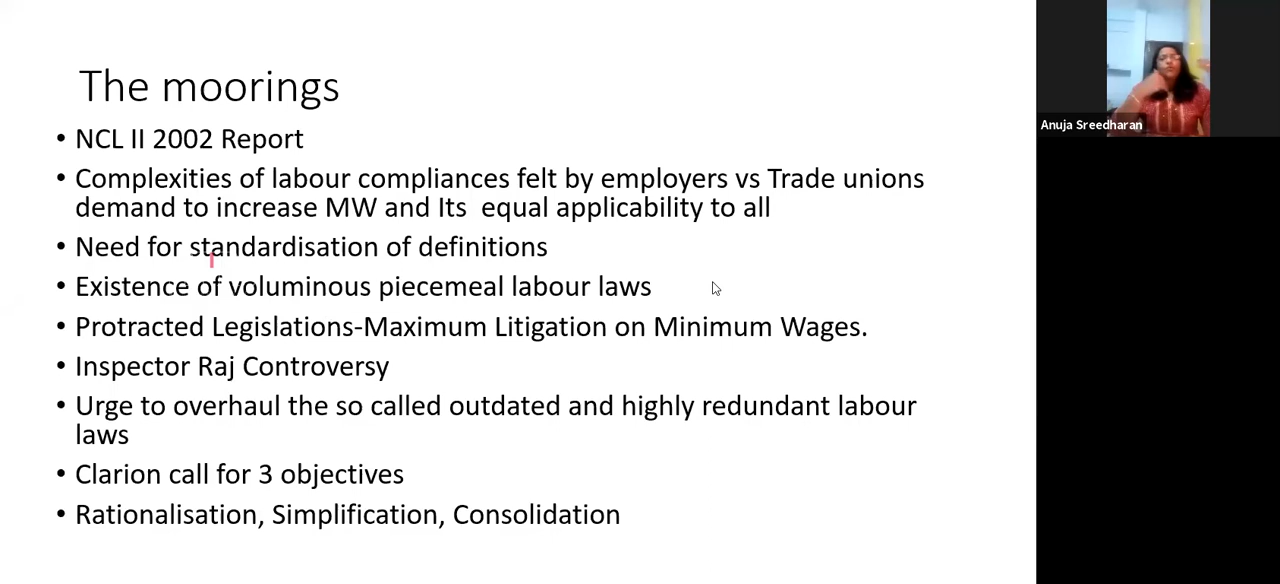 The moorings
• NCL II 2002 Report
• Complexities of labour compliances felt by employers vs Trade unions
demand to increase MW and Its  equal applicability to all
• Need for standardisation of definitions
• Existence of voluminous piecemeal labour laws
• Protracted Legislations-Maximum Litigation on Minimum Wages.
• Inspector Raj Controversy
• Urge to overhaul the so called outdated and highly redundant labour
laws
• Clarion call for 3 objectives
• Rationalisation, Simplification, Consolidation
Anuja Sreedharan